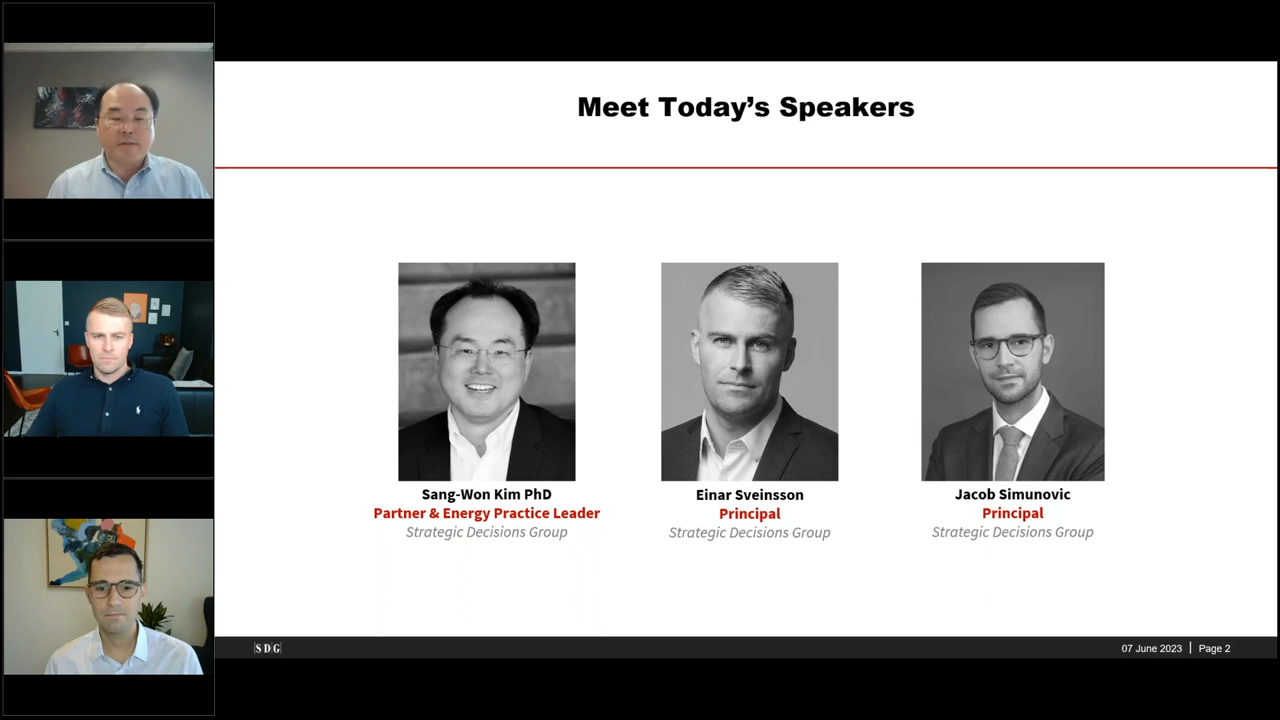 Meet Today’s Speakers
Sang-Won Kim PhD
Partner & Energy Practice Leader
Strategic Decisions Group
Einar Sveinsson
Principal
Strategic Decisions Group
Jacob Simunovic
Principal
Strategic Decisions Group
SDG
07 June 2023 | Page 2